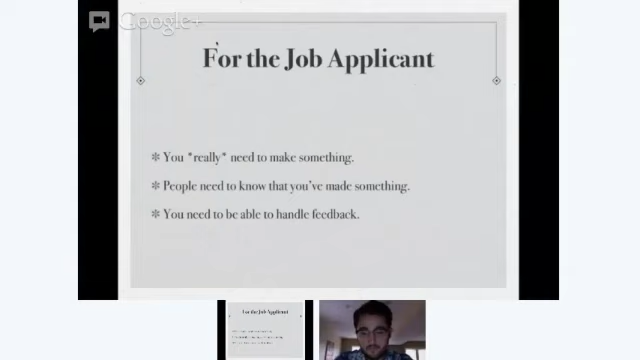 Google+
For the Job Applicant
✻ You *really* need to make something.
✻ People need to know that you've made something.
✻ You need to be able to handle feedback.
For the Job Applicant